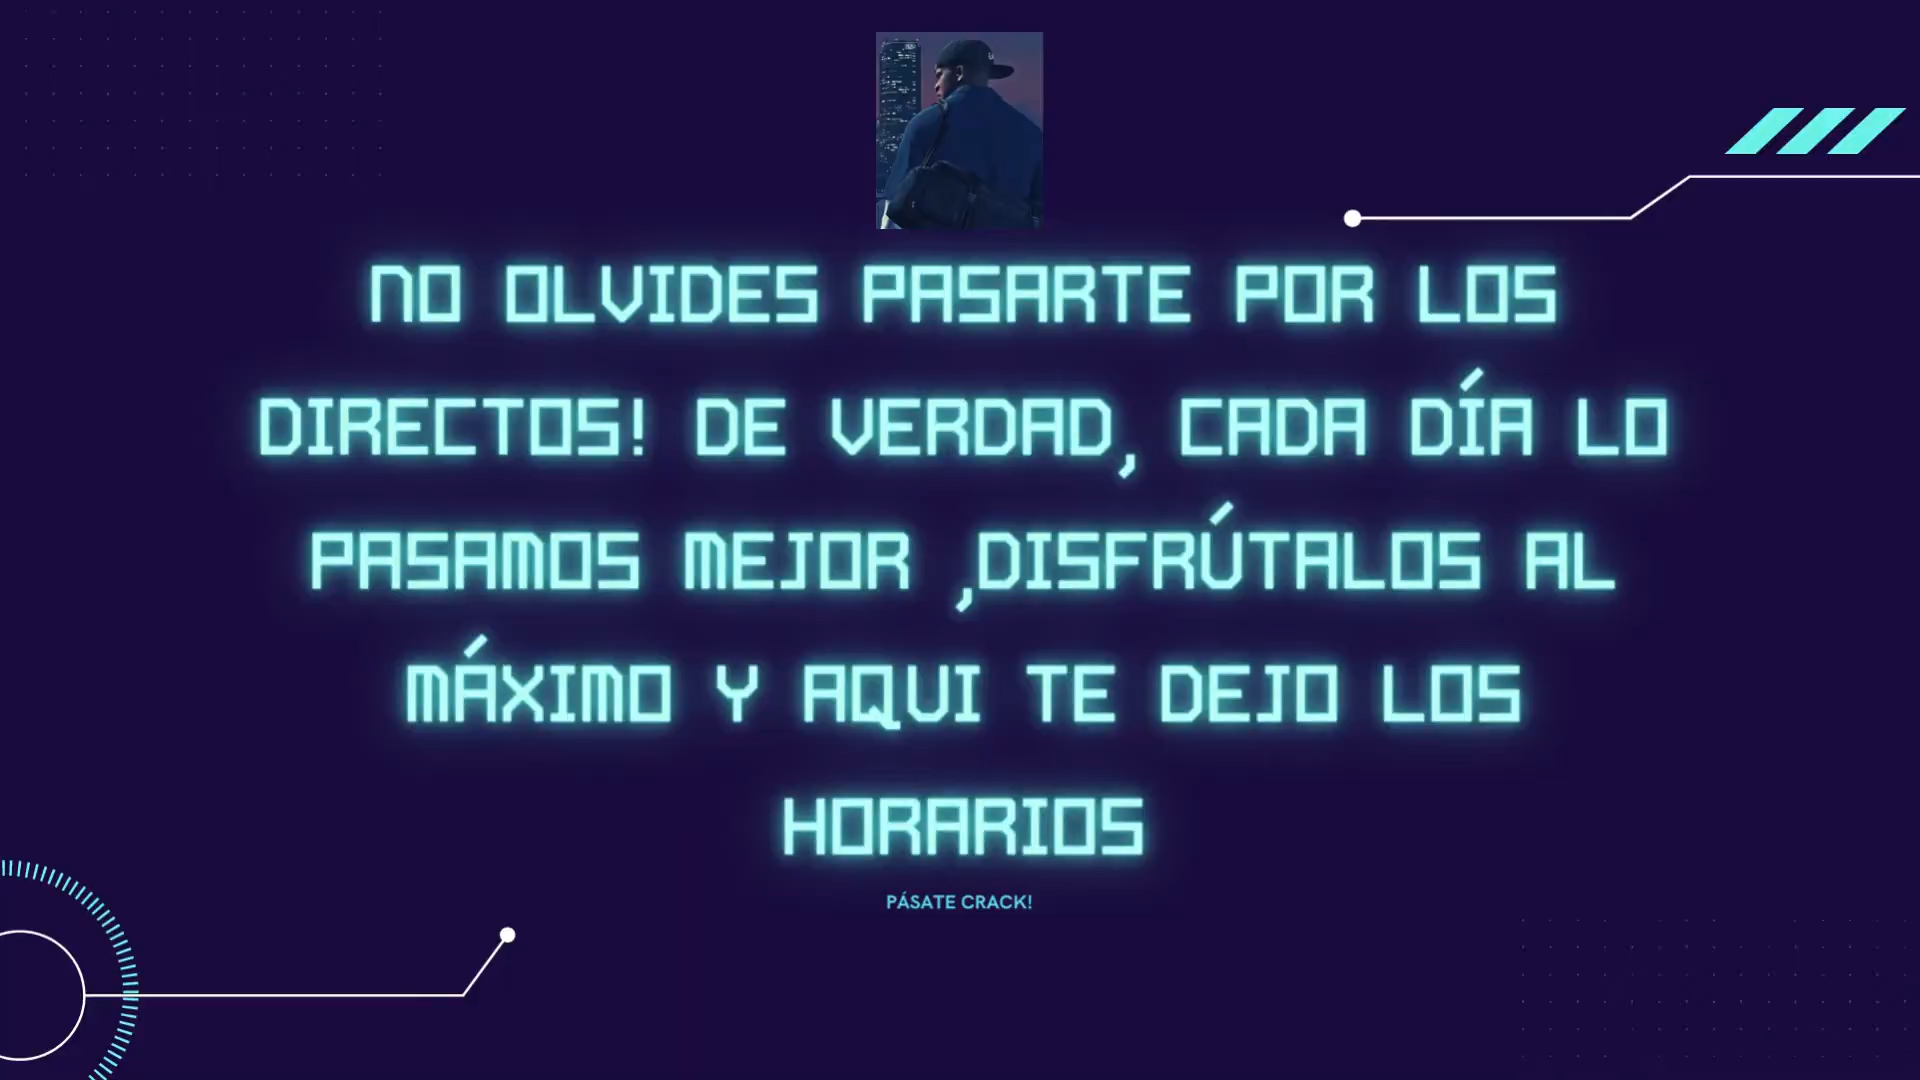 NO OLVIDES PASARTE POR LOS
DIRECTOS! DE VERDAD, CADA DÍA LO
PASAMOS MEJOR ,DISFRÚTALOS AL
MÁXIMO Y AQUI TE DEJO LOS
HORARIOS
PÁSATE CRACK!